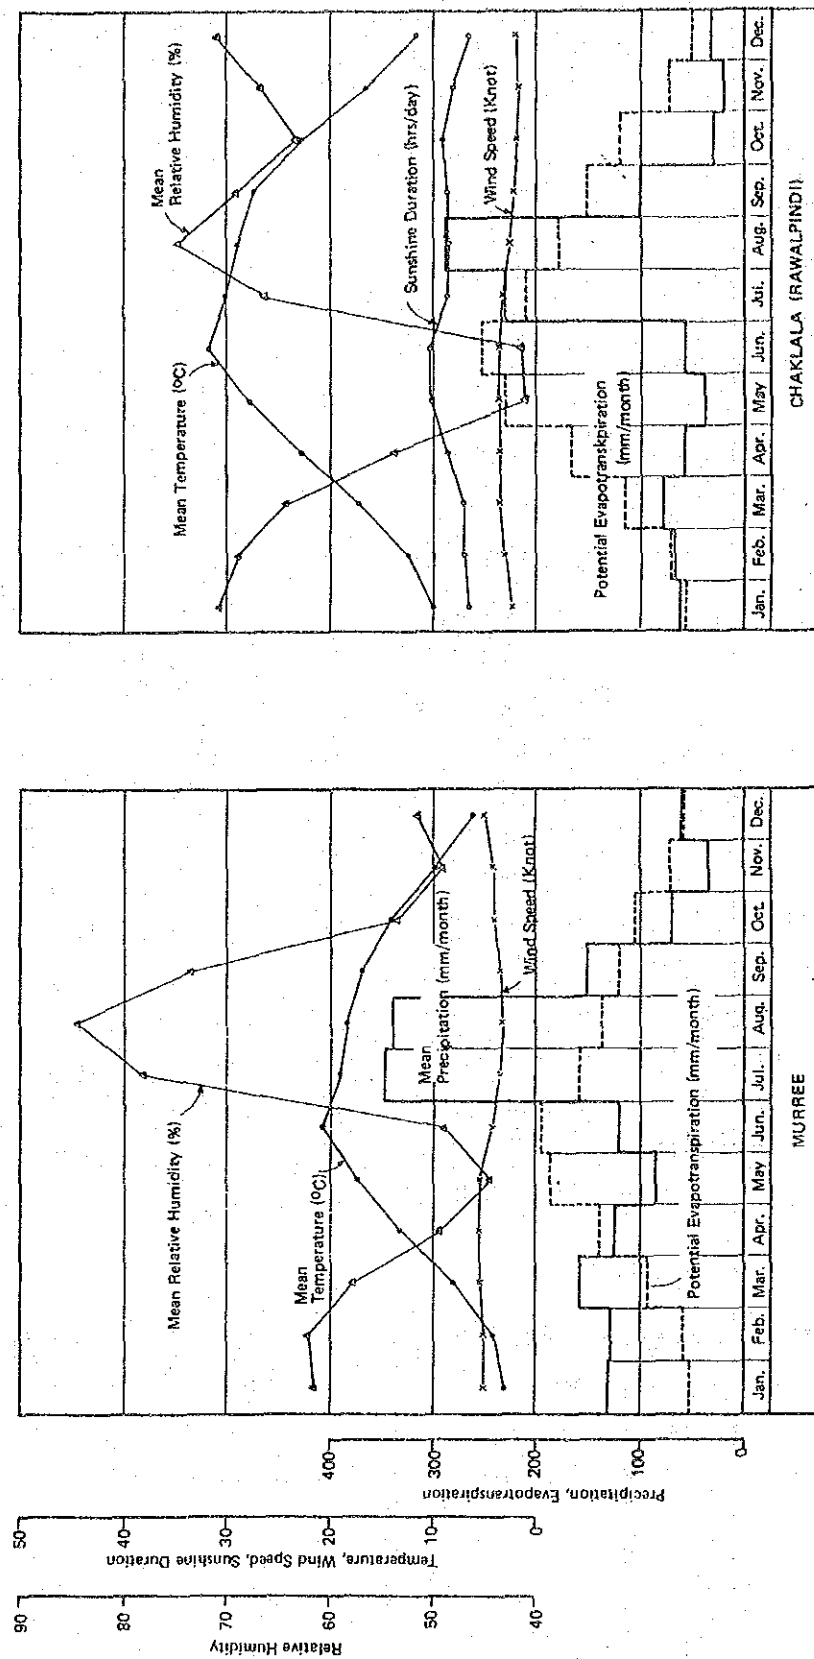 90
80
70
60
50
40
Relative Humidity
50
40
30
20
10
0
Temperature, Wind Speed, Sunshine Duration
400
300
200
100
0
Precipitation, Evapotranspiration
Mean Relative Humidity (%)
Mean
Temperature (°C)
Mean
Precipitation (mm/month)
Wind Speed (Knot)
Potential Evapotranspiration (mm/month)
Jan. Feb. Mar. Apr. May Jun. Jul. Aug. Sep. Oct. Nov. Dec.
MURREE
Mean
Relative Humidity (%)
Mean Temperature (°C)
Sunshine Duration (hrs/day)
Wind Speed (Knot)
Potential Evapotranskpiration
(mm/month)
Jan. Feb. Mar. Apr. May Jun. Jul. Aug. Sep. Oct. Nov. Dec.
CHAKLALA (RAWALPINDI)